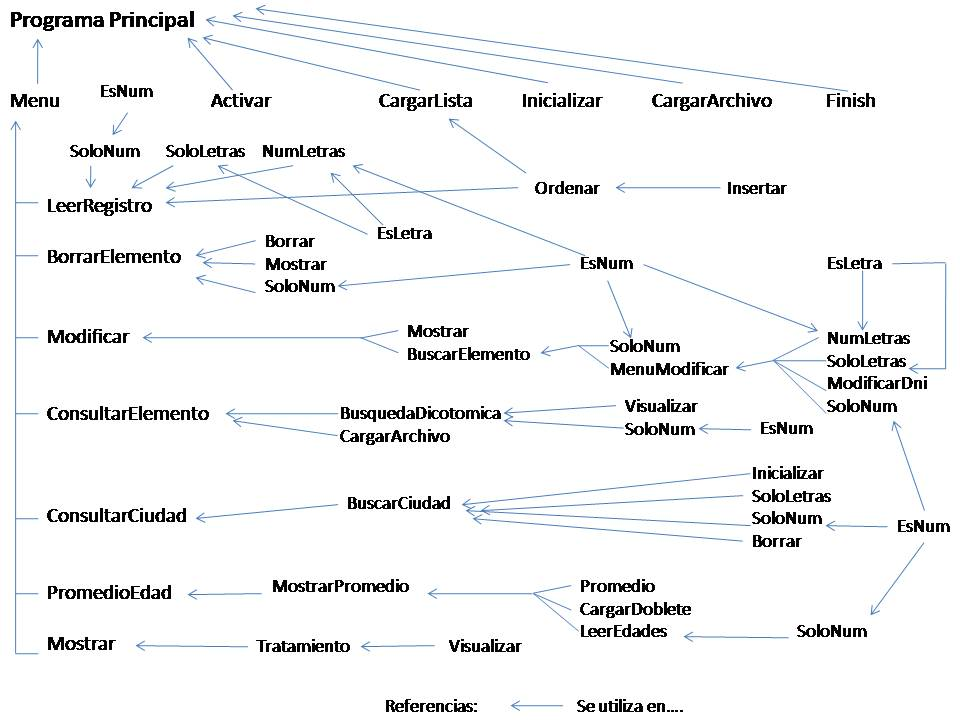 Programa Principal
Menu EsNum Activar CargarLista Inicializar CargarArchivo Finish
SoloNum SoloLetras NumLetras
Ordenar Insertar
LeerRegistro
EsLetra
BorrarElemento Borrar
Mostrar EsNum EsLetra
SoloNum
Modificar Mostrar NumLetras
BuscarElemento SoloNum SoloLetras
MenuModificar ModificarDni
SoloNum
ConsultarElemento BusquedaDicotomica Visualizar
CargarArchivo SoloNum EsNum
Inicializar
ConsultarCiudad BuscarCiudad SoloLetras
SoloNum EsNum
Borrar
PromedioEdad MostrarPromedio Promedio
CargarDoblete
LeerEdades SoloNum
Mostrar Tratamiento Visualizar
Referencias: Se utiliza en....